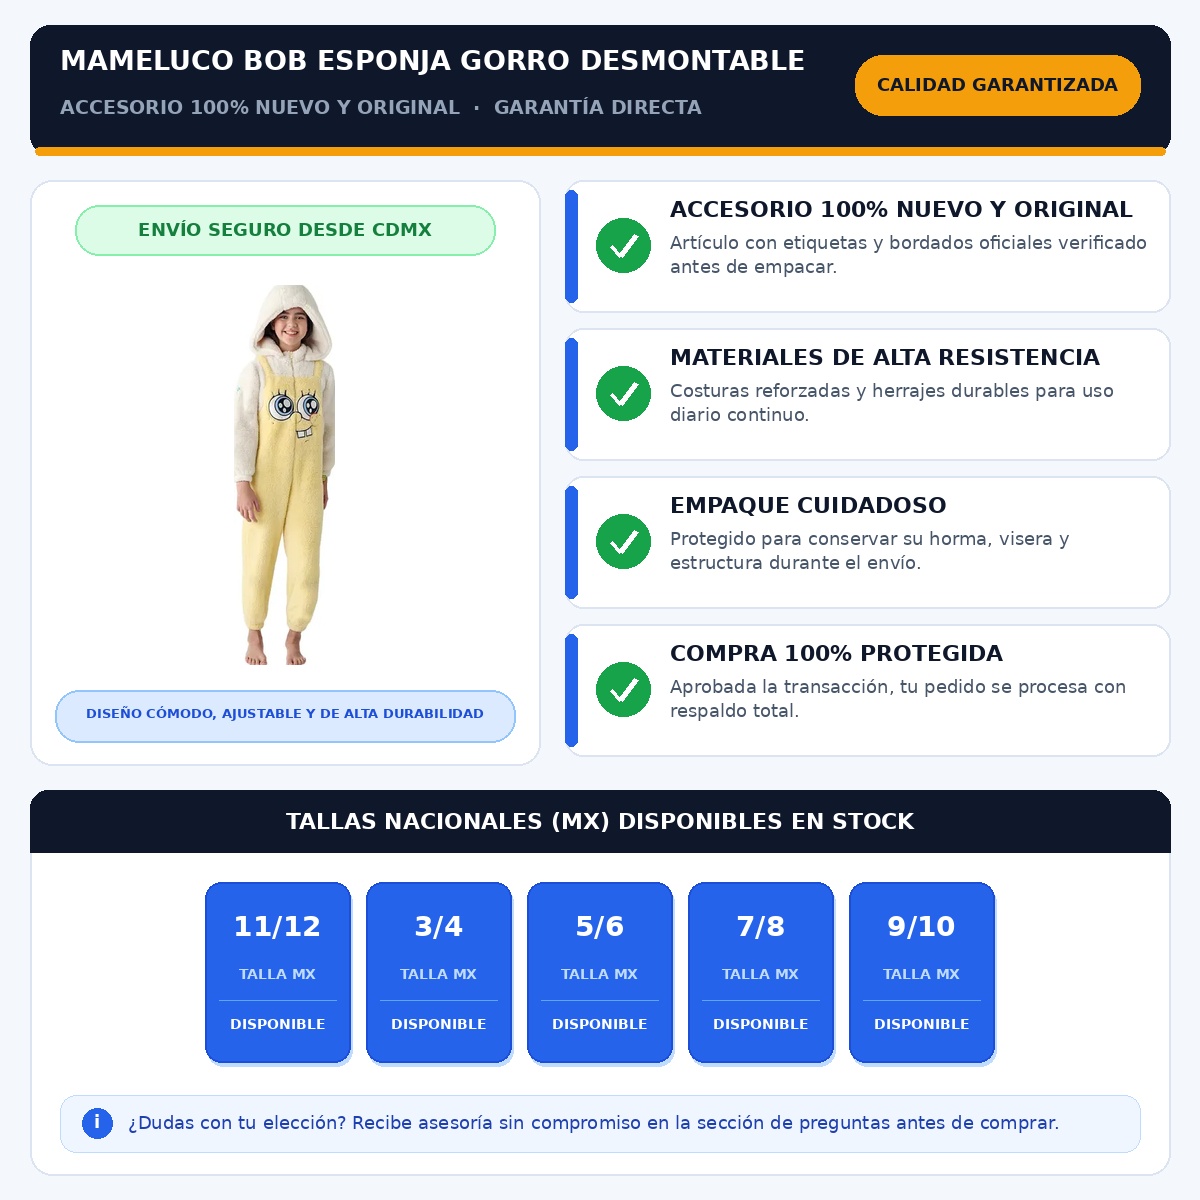 MAMELUCO BOB ESPONJA GORRO DESMONTABLE
ACCESORIO 100% NUEVO Y ORIGINAL · GARANTÍA DIRECTA
CALIDAD GARANTIZADA
ENVÍO SEGURO DESDE CDMX
DISEÑO CÓMODO, AJUSTABLE Y DE ALTA DURABILIDAD
ACCESORIO 100% NUEVO Y ORIGINAL
Artículo con etiquetas y bordados oficiales verificado
antes de empacar.
MATERIALES DE ALTA RESISTENCIA
Costuras reforzadas y herrajes durables para uso
diario continuo.
EMPAQUE CUIDADOSO
Protegido para conservar su horma, visera y
estructura durante el envío.
COMPRA 100% PROTEGIDA
Aprobada la transacción, tu pedido se procesa con
respaldo total.
TALLAS NACIONALES (MX) DISPONIBLES EN STOCK
11/12
TALLA MX
DISPONIBLE
3/4
TALLA MX
DISPONIBLE
5/6
TALLA MX
DISPONIBLE
7/8
TALLA MX
DISPONIBLE
9/10
TALLA MX
DISPONIBLE
i ¿Dudas con tu elección? Recibe asesoría sin compromiso en la sección de preguntas antes de comprar.